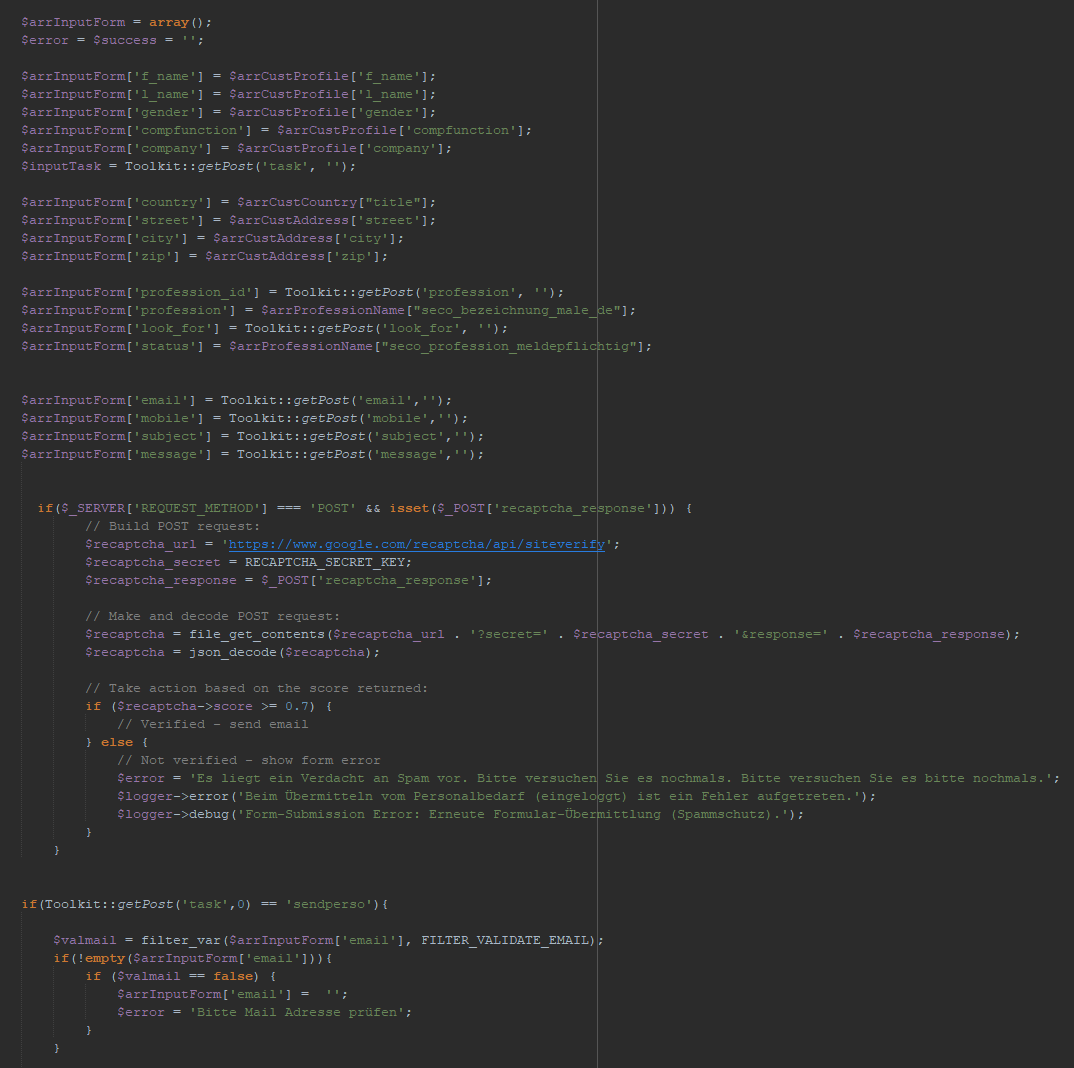 $arrInputForm = array();
$error = $success = '';
$arrInputForm['f_name'] = $arrCustProfile['f_name'];
$arrInputForm['l_name'] = $arrCustProfile['l_name'];
$arrInputForm['gender'] = $arrCustProfile['gender'];
$arrInputForm['compfunction'] = $arrCustProfile['compfunction'];
$arrInputForm['company'] = $arrCustProfile['company'];
$inputTask = Toolkit::getPost('task', '');
$arrInputForm['country'] = $arrCustCountry["title"];
$arrInputForm['street'] = $arrCustAddress['street'];
$arrInputForm['city'] = $arrCustAddress['city'];
$arrInputForm['zip'] = $arrCustAddress['zip'];
$arrInputForm['profession_id'] = Toolkit::getPost('profession', '');
$arrInputForm['profession'] = $arrProfessionName["seco_bezeichnung_male_de"];
$arrInputForm['look_for'] = Toolkit::getPost('look_for', '');
$arrInputForm['status'] = $arrProfessionName["seco_profession_meldepflichtig"];
$arrInputForm['email'] = Toolkit::getPost('email','');
$arrInputForm['mobile'] = Toolkit::getPost('mobile','');
$arrInputForm['subject'] = Toolkit::getPost('subject','');
$arrInputForm['message'] = Toolkit::getPost('message','');
if($_SERVER['REQUEST_METHOD'] === 'POST' && isset($_POST['recaptcha_response'])) {
// Build POST request:
$recaptcha_url = 'https://www.google.com/recaptcha/api/siteverify';
$recaptcha_secret = RECAPTCHA_SECRET_KEY;
$recaptcha_response = $_POST['recaptcha_response'];
// Make and decode POST request:
$recaptcha = file_get_contents($recaptcha_url . '?secret=' . $recaptcha_secret . '&response=' . $recaptcha_response);
$recaptcha = json_decode($recaptcha);
// Take action based on the score returned:
if ($recaptcha->score >= 0.7) {
// Verified - send email
} else {
// Not verified - show form error
$error = 'Es liegt ein Verdacht an Spam vor. Bitte versuchen Sie es nochmals. Bitte versuchen Sie es bitte nochmals.';
$logger->error('Beim Übermitteln vom Personalbedarf (eingeloggt) ist ein Fehler aufgetreten.');
$logger->debug('Form-Submission Error: Erneute Formular-Übermittlung (Spammschutz).');
}
}
if(Toolkit::getPost('task',0) == 'sendperso'){
$valmail = filter_var($arrInputForm['email'], FILTER_VALIDATE_EMAIL);
if(!empty($arrInputForm['email'])){
if ($valmail == false) {
$arrInputForm['email'] =  '';
$error = 'Bitte Mail Adresse prüfen';
}
}